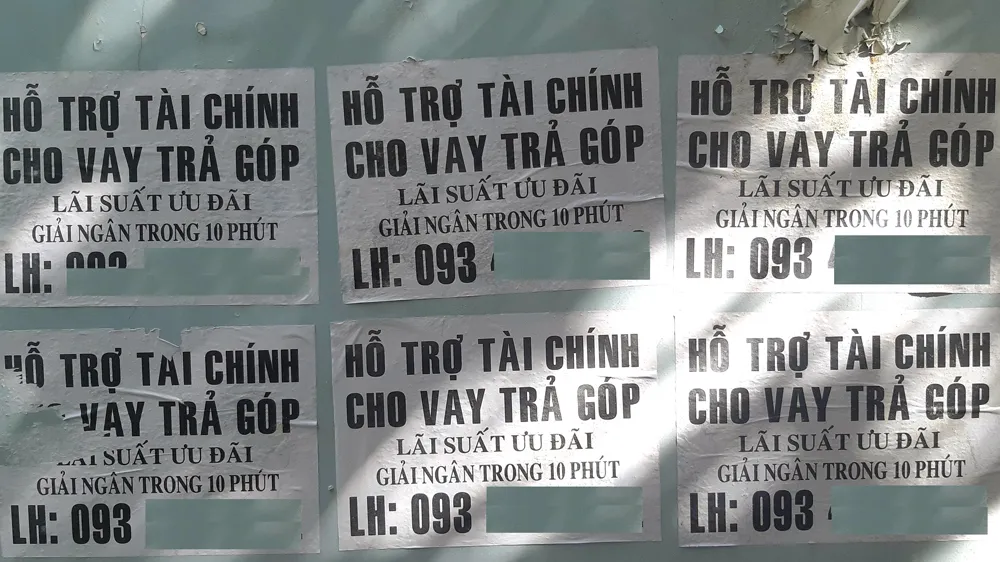 HỖ TRỢ TÀI CHÍNH
CHO VAY TRẢ GÓP
LÃI SUẤT ƯU ĐÃI
GIẢI NGÂN TRONG 10 PHÚT
LH: 093
HỖ TRỢ TÀI CHÍNH
CHO VAY TRẢ GÓP
LÃI SUẤT ƯU ĐÃI
GIẢI NGÂN TRONG 10 PHÚT
LH: 093
HỖ TRỢ TÀI CHÍNH
CHO VAY TRẢ GÓP
LÃI SUẤT ƯU ĐÃI
GIẢI NGÂN TRONG 10 PHÚT
LH: 093
HỖ TRỢ TÀI CHÍNH
VAY TRẢ GÓP
LÃI SUẤT ƯU ĐÃI
GIẢI NGÂN TRONG 10 PHÚT
LH: 093
HỖ TRỢ TÀI CHÍNH
CHO VAY TRẢ GÓP
LÃI SUẤT ƯU ĐÃI
GIẢI NGÂN TRONG 10 PHÚT
LH: 093
HỖ TRỢ TÀI CHÍNH
CHO VAY TRẢ GÓP
LÃI SUẤT ƯU ĐÃI
GIẢI NGÂN TRONG 10 PHÚT
LH: 093